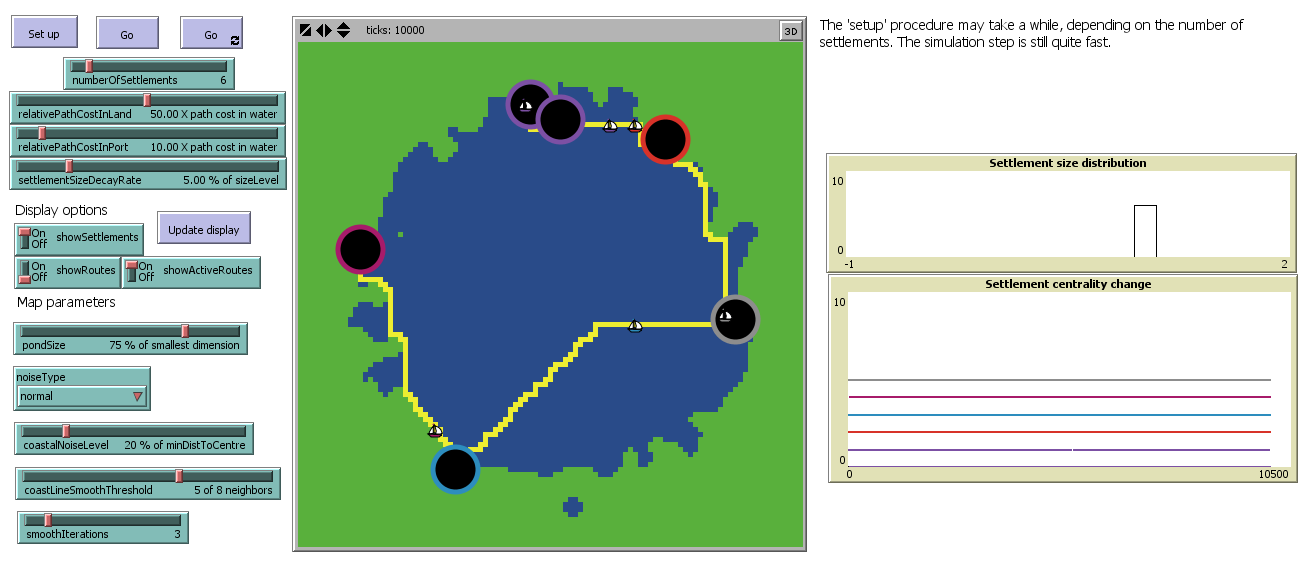 Set up
Go
Go
numberOfSettlements 6
relativePathCostInLand 50.00 X path cost in water
relativePathCostInPort 10.00 X path cost in water
settlementSizeDecayRate 5.00 % of sizeLevel
Display options
On
Off
showSettlements
Update display
On
Off
showRoutes
On
Off
showActiveRoutes
Map parameters
pondSize 75 % of smallest dimension
noiseType
normal
coastalNoiseLevel 20 % of minDistToCentre
coastLineSmoothThreshold 5 of 8 neighbors
smoothIterations 3
ticks: 10000
3D
The 'setup' procedure may take a while, depending on the number of
settlements. The simulation step is still quite fast.
Settlement size distribution
10
0
-1 2
Settlement centrality change
10
0
0 10500